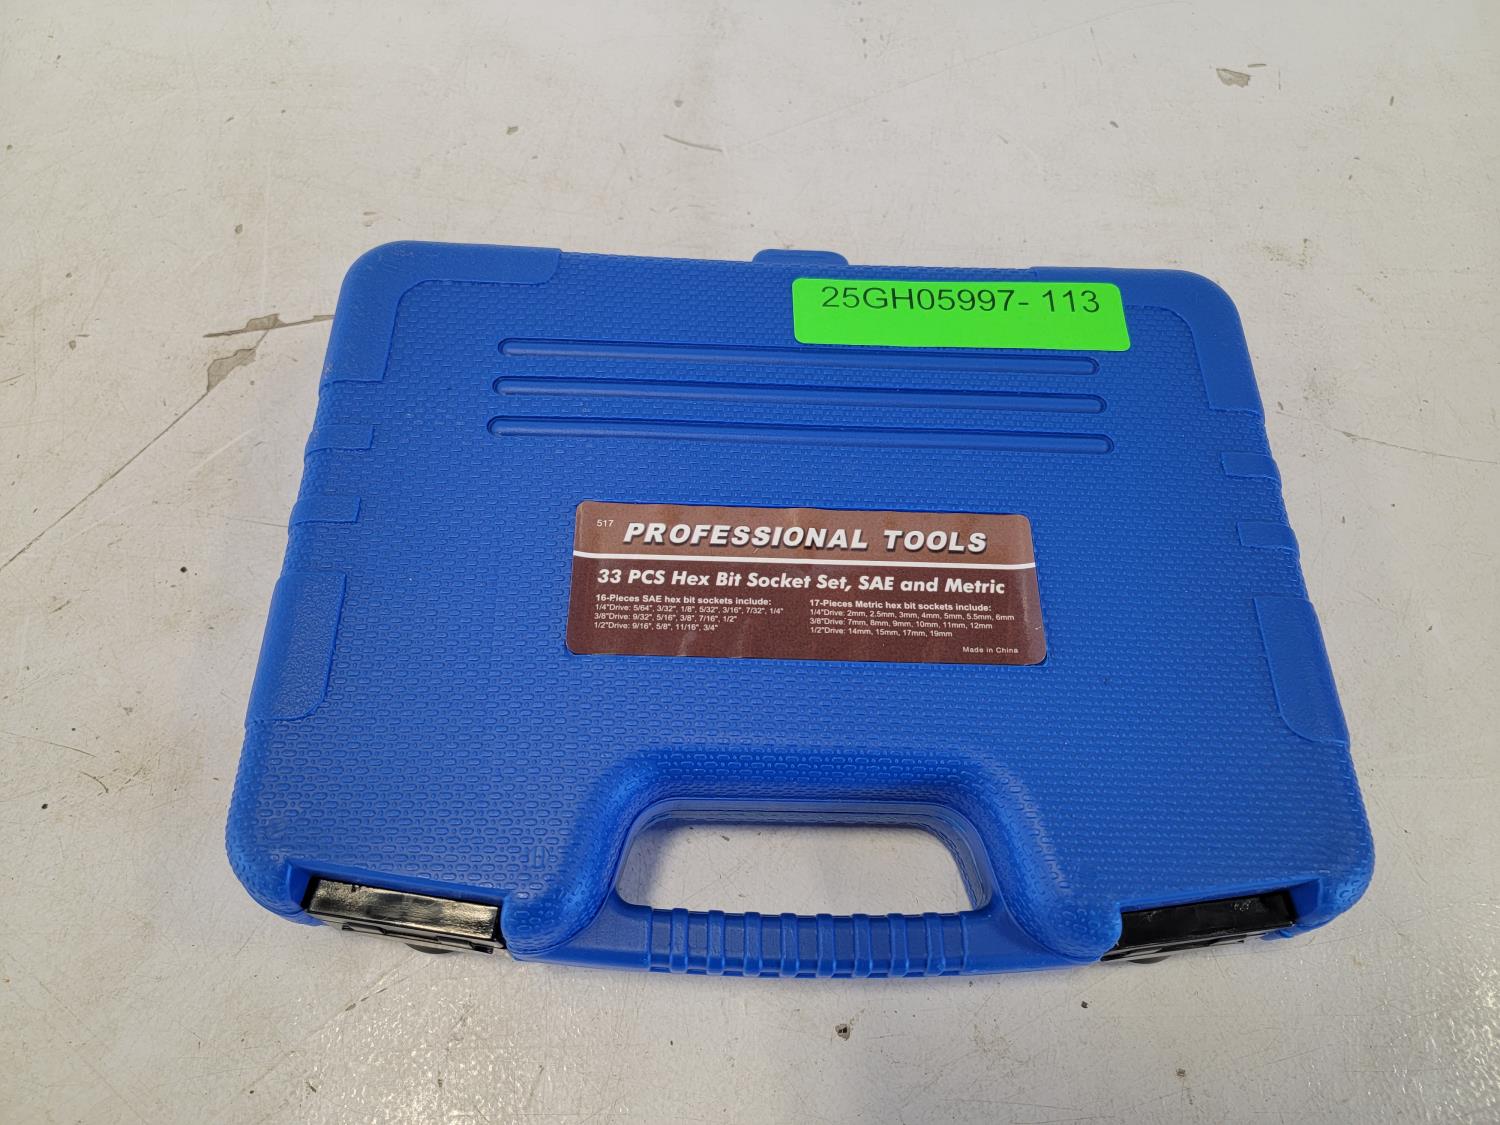 25GH05997- 113
517
PROFESSIONAL TOOLS
33 PCS Hex Bit Socket Set, SAE and Metric
16-Pieces SAE hex bit sockets include:
1/4"Drive: 5/64", 3/32", 1/8", 5/32", 3/16", 7/32", 1/4"
3/8"Drive: 9/32", 5/16", 3/8", 7/16", 1/2"
1/2"Drive: 9/16", 5/8", 11/16", 3/4"
17-Pieces Metric hex bit sockets include:
1/4"Drive: 2mm, 2.5mm, 3mm, 4mm, 5mm, 5.5mm, 6mm
3/8"Drive: 7mm, 8mm, 9mm, 10mm, 11mm, 12mm
1/2"Drive: 14mm, 15mm, 17mm, 19mm
Made in China